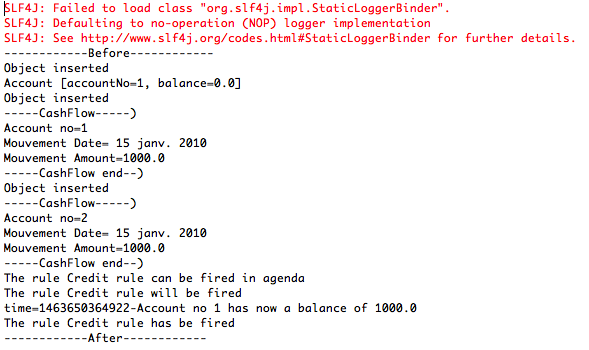 SLF4J: Failed to load class "org.slf4j.impl.StaticLoggerBinder".
SLF4J: Defaulting to no-operation (NOP) logger implementation
SLF4J: See http://www.slf4j.org/codes.html#StaticLoggerBinder for further details.
------------Before------------
Object inserted
Account [accountNo=1, balance=0.0]
Object inserted
-----CashFlow-----)
Account no=1
Mouvement Date= 15 janv. 2010
Mouvement Amount=1000.0
-----CashFlow end--)
Object inserted
-----CashFlow-----)
Account no=2
Mouvement Date= 15 janv. 2010
Mouvement Amount=1000.0
-----CashFlow end--)
The rule Credit rule can be fired in agenda
The rule Credit rule will be fired
time=1463650364922-Account no 1 has now a balance of 1000.0
The rule Credit rule has be fired
------------After------------